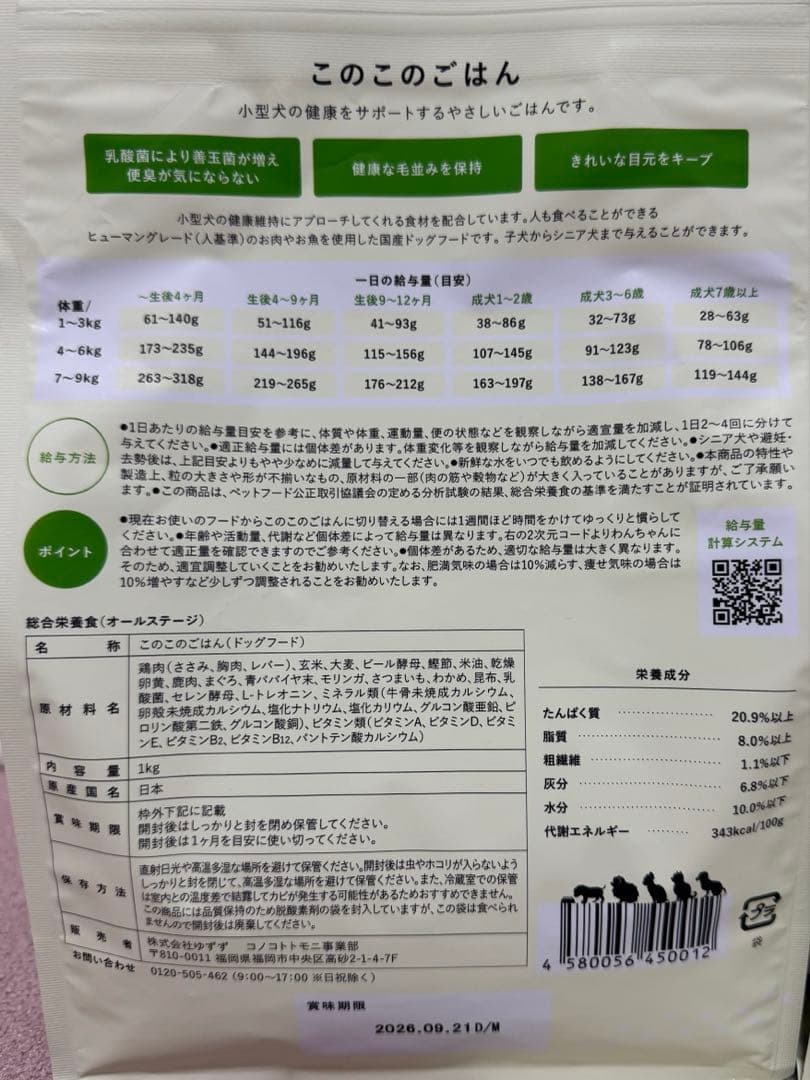 このこのごはん
小型犬の健康をサポートするやさしいごはんです。
乳酸菌により善玉菌が増え
便臭が気にならない
健康な毛並みを保持
きれいな目元をキープ
小型犬の健康維持にアプローチしてくれる食材を配合しています。人も食べることができる
ヒューマングレード(人基準)のお肉やお魚を使用した国産ドッグフードです。子犬からシニア犬まで与えることができます。
一日の給与量(目安)
体重/ ～生後4ヶ月 生後4～9ヶ月 生後9～12ヶ月 成犬1～2歳 成犬3～6歳 成犬7歳以上
1～3kg 61～140g 51～116g 41～93g 38～86g 32～73g 28～63g
4～6kg 173～235g 144～196g 115～156g 107～145g 91～123g 78～106g
7～9kg 263～318g 219～265g 176～212g 163～197g 138～167g 119～144g
給与方法
●1日あたりの給与量目安を参考に、体質や体重、運動量、便の状態などを観察しながら適宜量を加減し、1日2～4回に分けて
与えてください。●適正給与量には個体差があります。体重変化等を観察しながら給与量を加減してください。●シニア犬や避妊・
去勢後は、上記目安よりもやや少なめに減量して与えてください。●新鮮な水をいつでも飲めるようにしてください。●本商品の特性や
製造上、粒の大きさや形が不揃いなもの、原材料の一部(肉の筋や穀物など)が大きく入っていることがありますが、ご了承願い
ます。●この商品は、ペットフード公正取引協議会の定める分析試験の結果、総合栄養食の基準を満たすことが証明されています。
ポイント
●現在お使いのフードからこのこのごはんに切り替える場合には1週間ほど時間をかけてゆっくりと慣らして
ください。●年齢や活動量、代謝など個体差によって給与量は異なります。右の2次元コードよりわんちゃんに
合わせて適正量を確認できますのでご参考ください。●個体差があるため、適切な給与量は大きく異なります。
そのため、適宜調整していくことをお勧めいたします。なお、肥満気味の場合は10%減らす、痩せ気味の場合は
10%増やすなど少しずつ調整されることをお勧めいたします。
給与量
計算システム
総合栄養食(オールステージ)
名称 このこのごはん(ドッグフード)
原材料名
鶏肉(ささみ、胸肉、レバー)、玄米、大麦、ビール酵母、鰹節、米油、乾燥
卵黄、鹿肉、まぐろ、青パパイヤ末、モリンガ、さつまいも、わかめ、昆布、乳
酸菌、セレン酵母、L-トレオニン、ミネラル類(牛骨未焼成カルシウム、
卵殻未焼成カルシウム、塩化ナトリウム、塩化カリウム、グルコン酸亜鉛、ピ
ロリン酸第二鉄、グルコン酸銅)、ビタミン類(ビタミンA、ビタミンD、ビタミ
ンE、ビタミンB2、ビタミンB12、パントテン酸カルシウム)
内容量 1kg
原産国名 日本
賞味期限
枠外下記に記載
開封後はしっかりと封を閉め保管してください。
開封後は1ヶ月を目安に使い切ってください。
保存方法
直射日光や高温多湿な場所を避けて保管ください。開封後は虫やホコリが入らないよう
しっかりと封を閉じて、高温多湿な場所を避けて保管ください。また、冷蔵室での保管
は室内との温度差で結露してカビが発生する可能性があるためおすすめできません。
この商品には品質保持のため脱酸素剤の袋を封入していますが、この袋は食べられ
ませんので開封後は廃棄してください。
販売者
株式会社ゆずず コノコトトモニ事業部
〒810-0011 福岡県福岡市中央区高砂2-1-4-7F
お問い合わせ 0120-505-462 (9:00～17:00 ※日祝除く)
栄養成分
たんぱく質 20.9%以上
脂質 8.0%以上
粗繊維 1.1%以下
灰分 6.8%以下
水分 10.0%以下
代謝エネルギー 343kcal/100g
プラ
袋
4 580056 450012
賞味期限
2026.09.21D/M